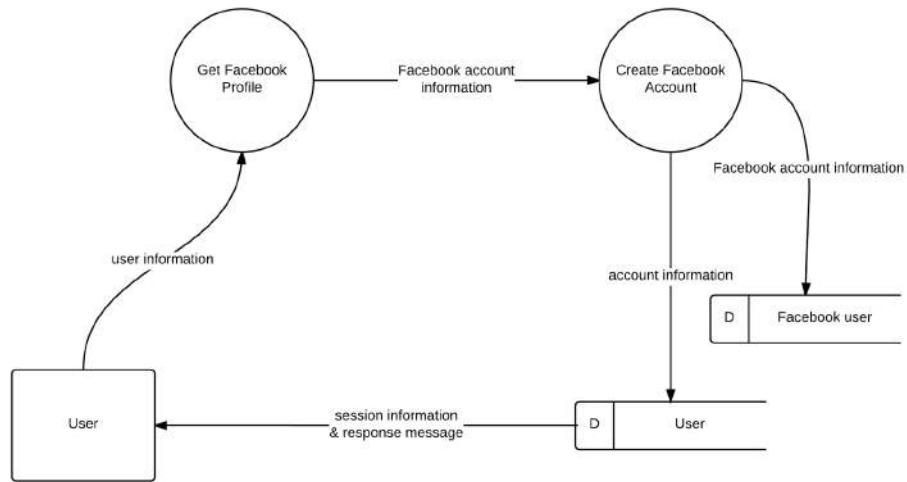 Get Facebook
Profile
Facebook account
information
Create Facebook
Account
Facebook account information
user information
account information
D
Facebook user
User
session information
& response message
D
User